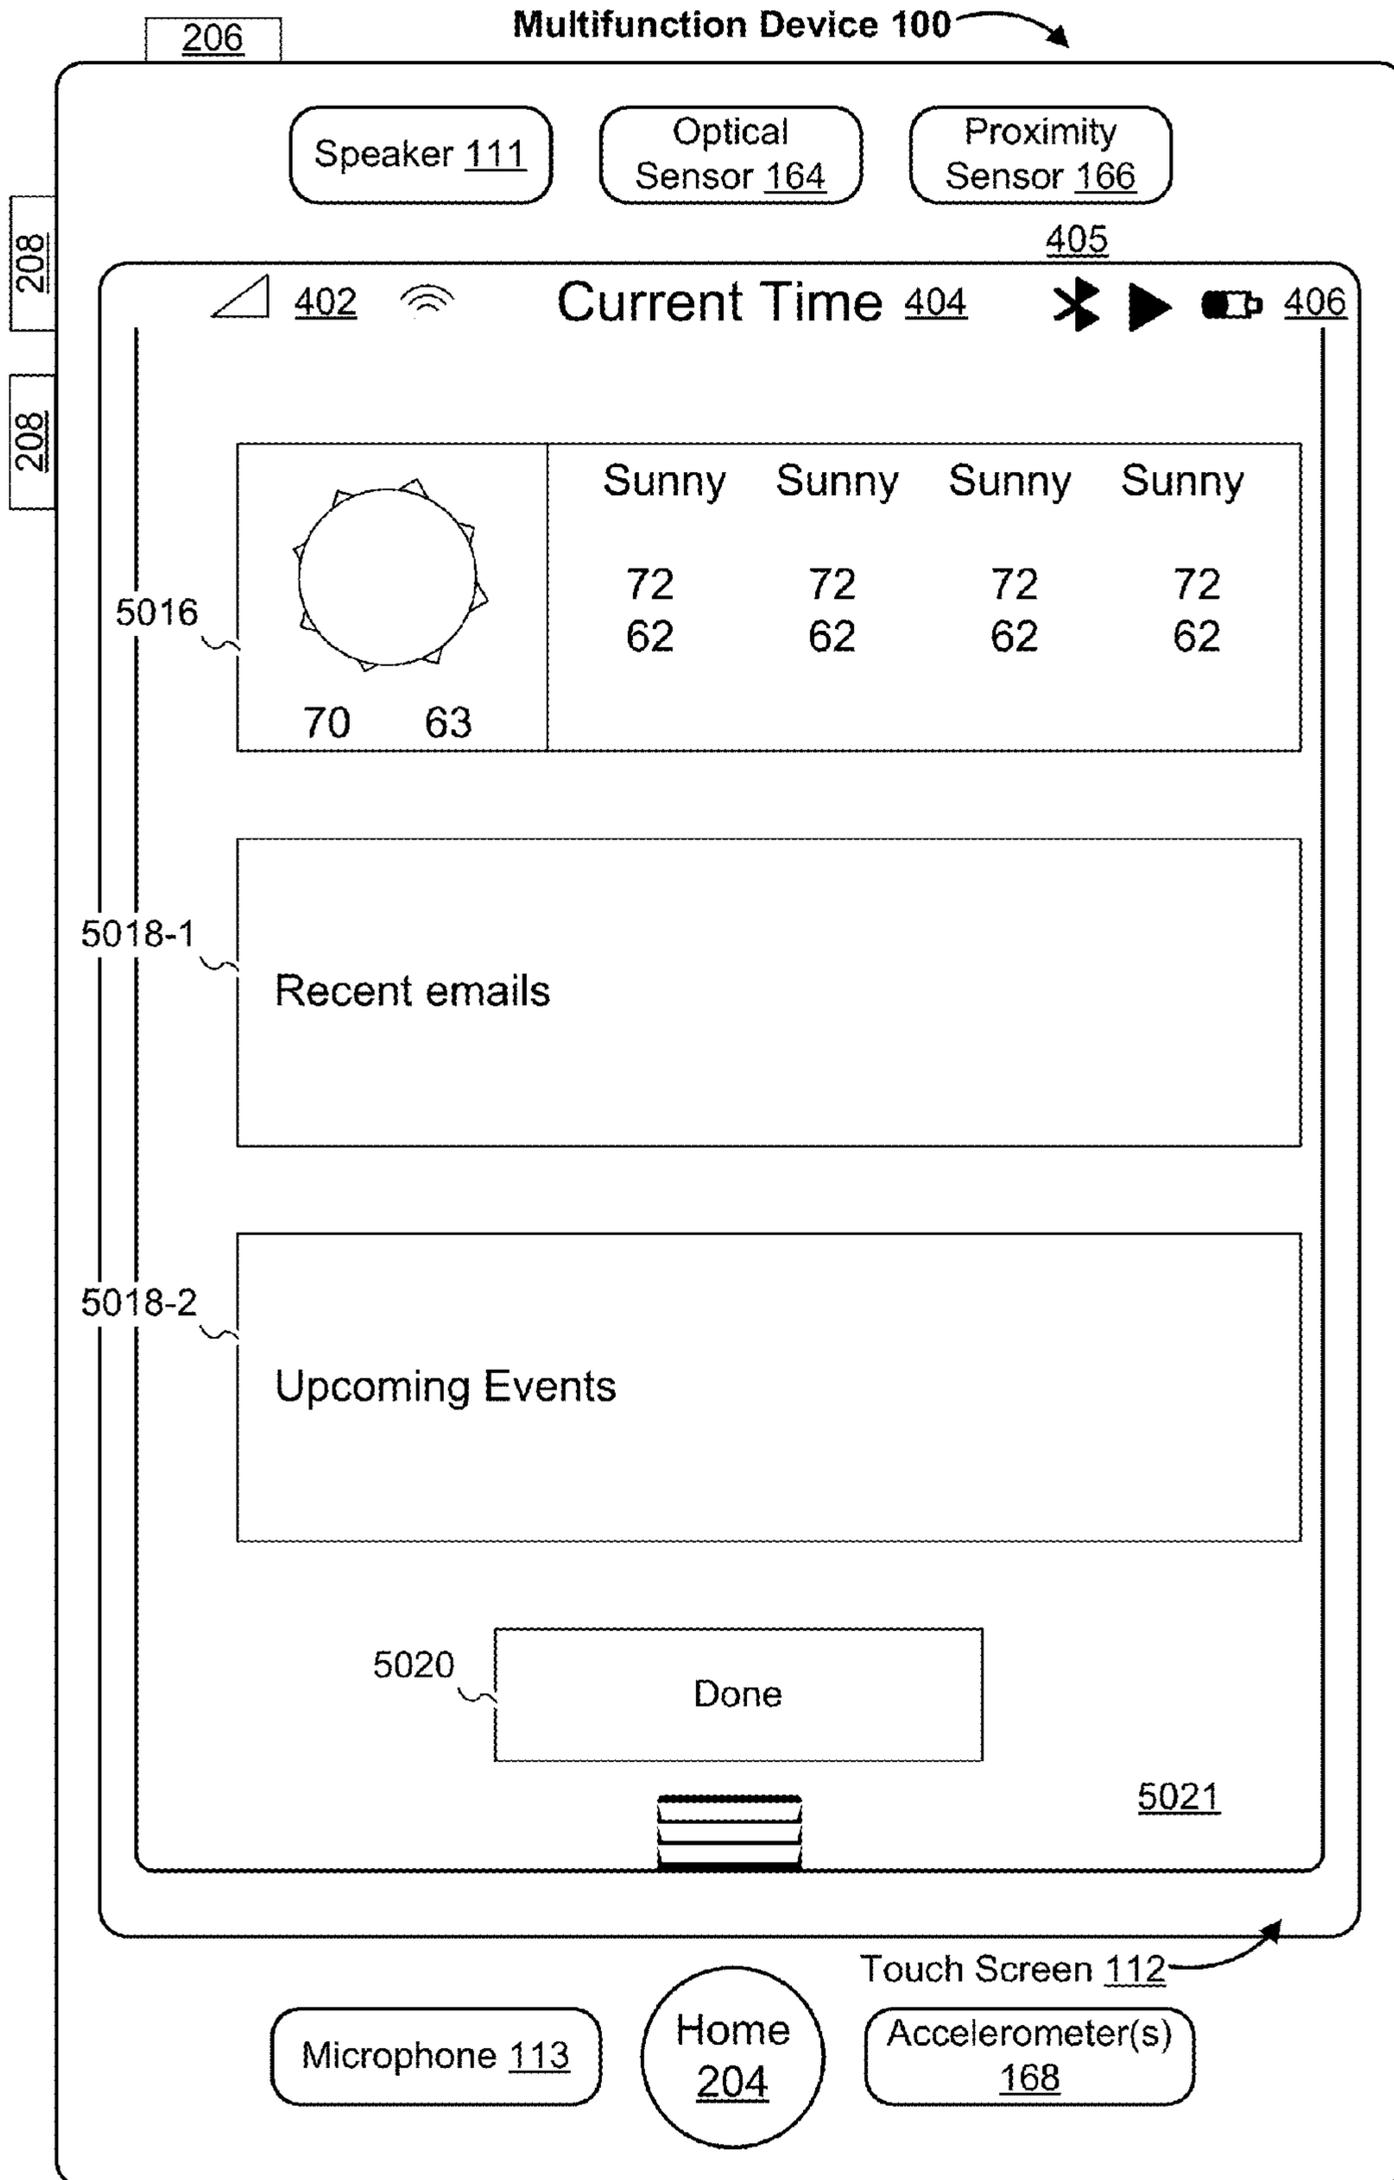 206
Multifunction Device 100
Speaker 111
Optical
Sensor 164
Proximity
Sensor 166
208
208
405
402
Current Time 404
406
Sunny Sunny Sunny Sunny
72 72 72 72
62 62 62 62
5016
70 63
5018-1
Recent emails
5018-2
Upcoming Events
5020
Done
5021
Touch Screen 112
Microphone 113
Home
204
Accelerometer(s)
168